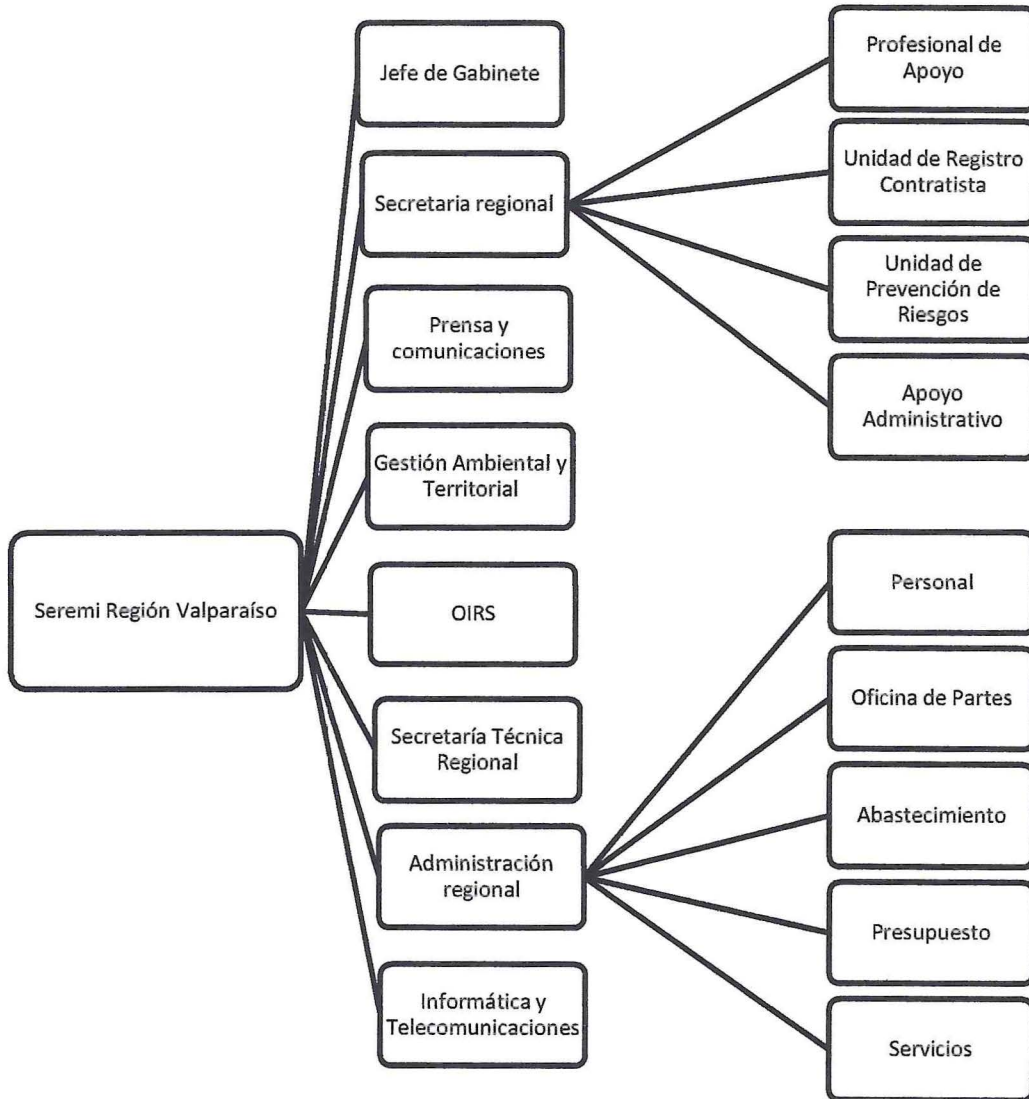 Seremi Región Valparaíso
Jefe de Gabinete
Secretaria regional
Profesional de
Apoyo
Unidad de Registro
Contratista
Unidad de
Prevención de
Riesgos
Apoyo
Administrativo
Prensa y
comunicaciones
Gestión Ambiental y
Territorial
OIRS
Secretaría Técnica
Regional
Administración
regional
Personal
Oficina de Partes
Abastecimiento
Presupuesto
Servicios
Informática y
Telecomunicaciones